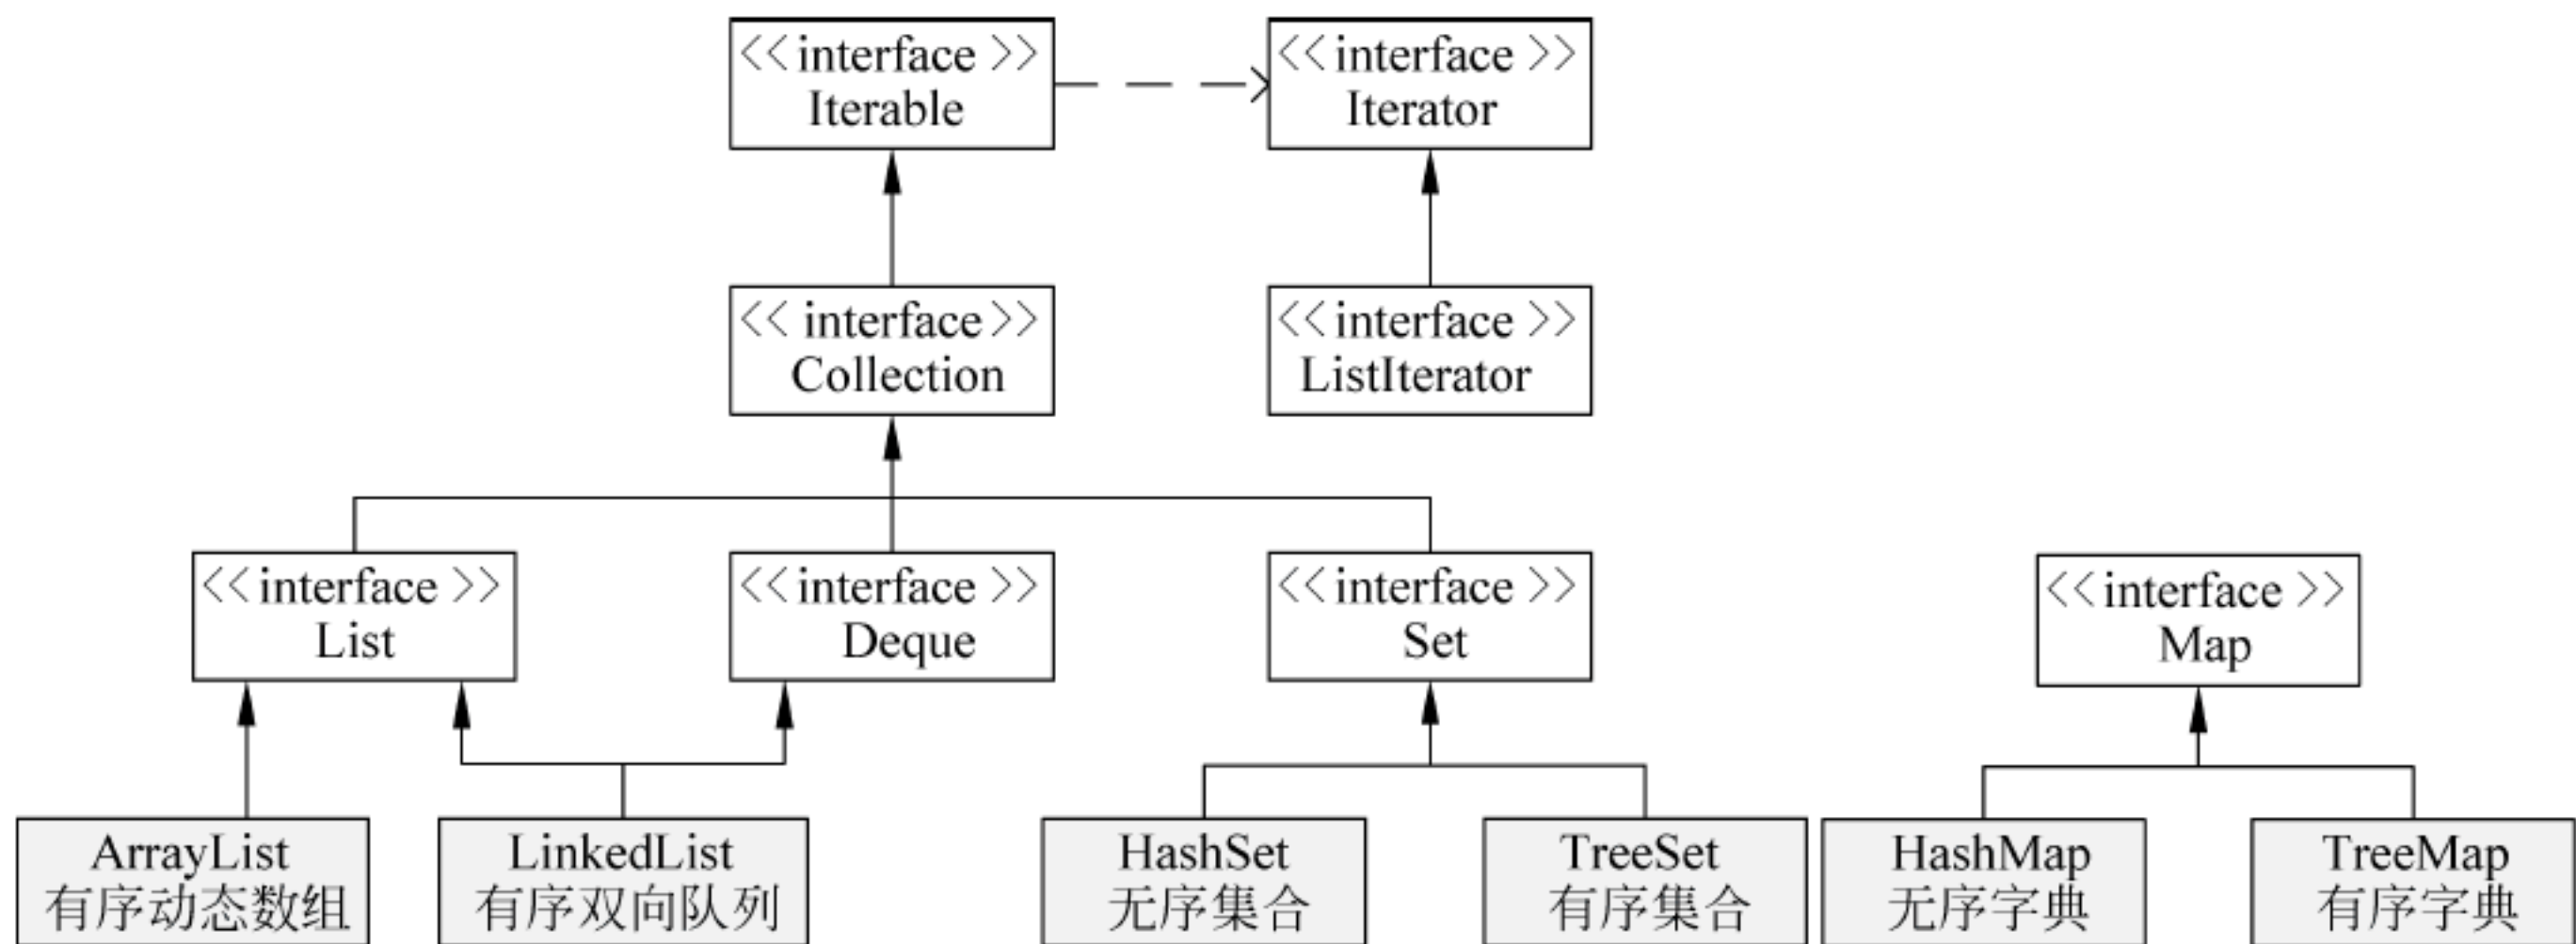 <<interface>>
Iterable
<<interface>>
Iterator
<<interface>>
Collection
<<interface>>
ListIterator
<<interface>>
List
<<interface>>
Deque
<<interface>>
Set
<<interface>>
Map
ArrayList
有序动态数组
LinkedList
有序双向队列
HashSet
无序集合
TreeSet
有序集合
HashMap
无序字典
TreeMap
有序字典